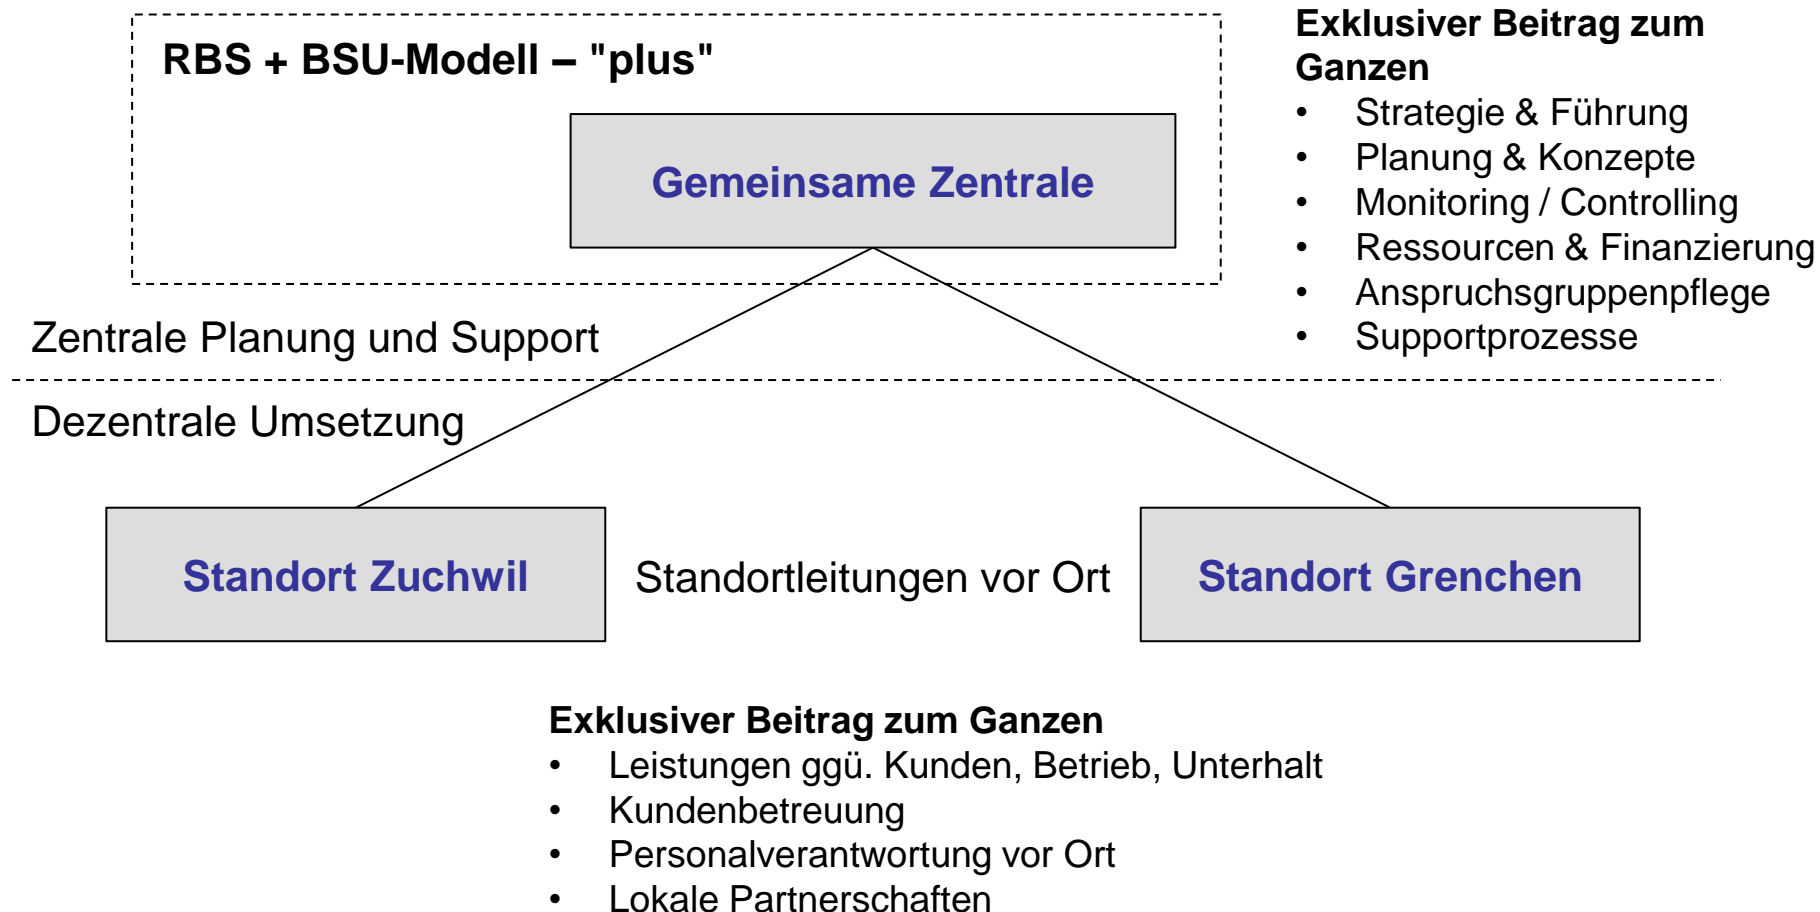 RBS + BSU-Modell – "plus"
Gemeinsame Zentrale
Exklusiver Beitrag zum
Ganzen
• Strategie & Führung
• Planung & Konzepte
• Monitoring / Controlling
• Ressourcen & Finanzierung
• Anspruchsgruppenpflege
• Supportprozesse
Zentrale Planung und Support
Dezentrale Umsetzung
Standort Zuchwil
Standortleitungen vor Ort
Standort Grenchen
Exklusiver Beitrag zum Ganzen
• Leistungen ggü. Kunden, Betrieb, Unterhalt
• Kundenbetreuung
• Personalverantwortung vor Ort
• Lokale Partnerschaften